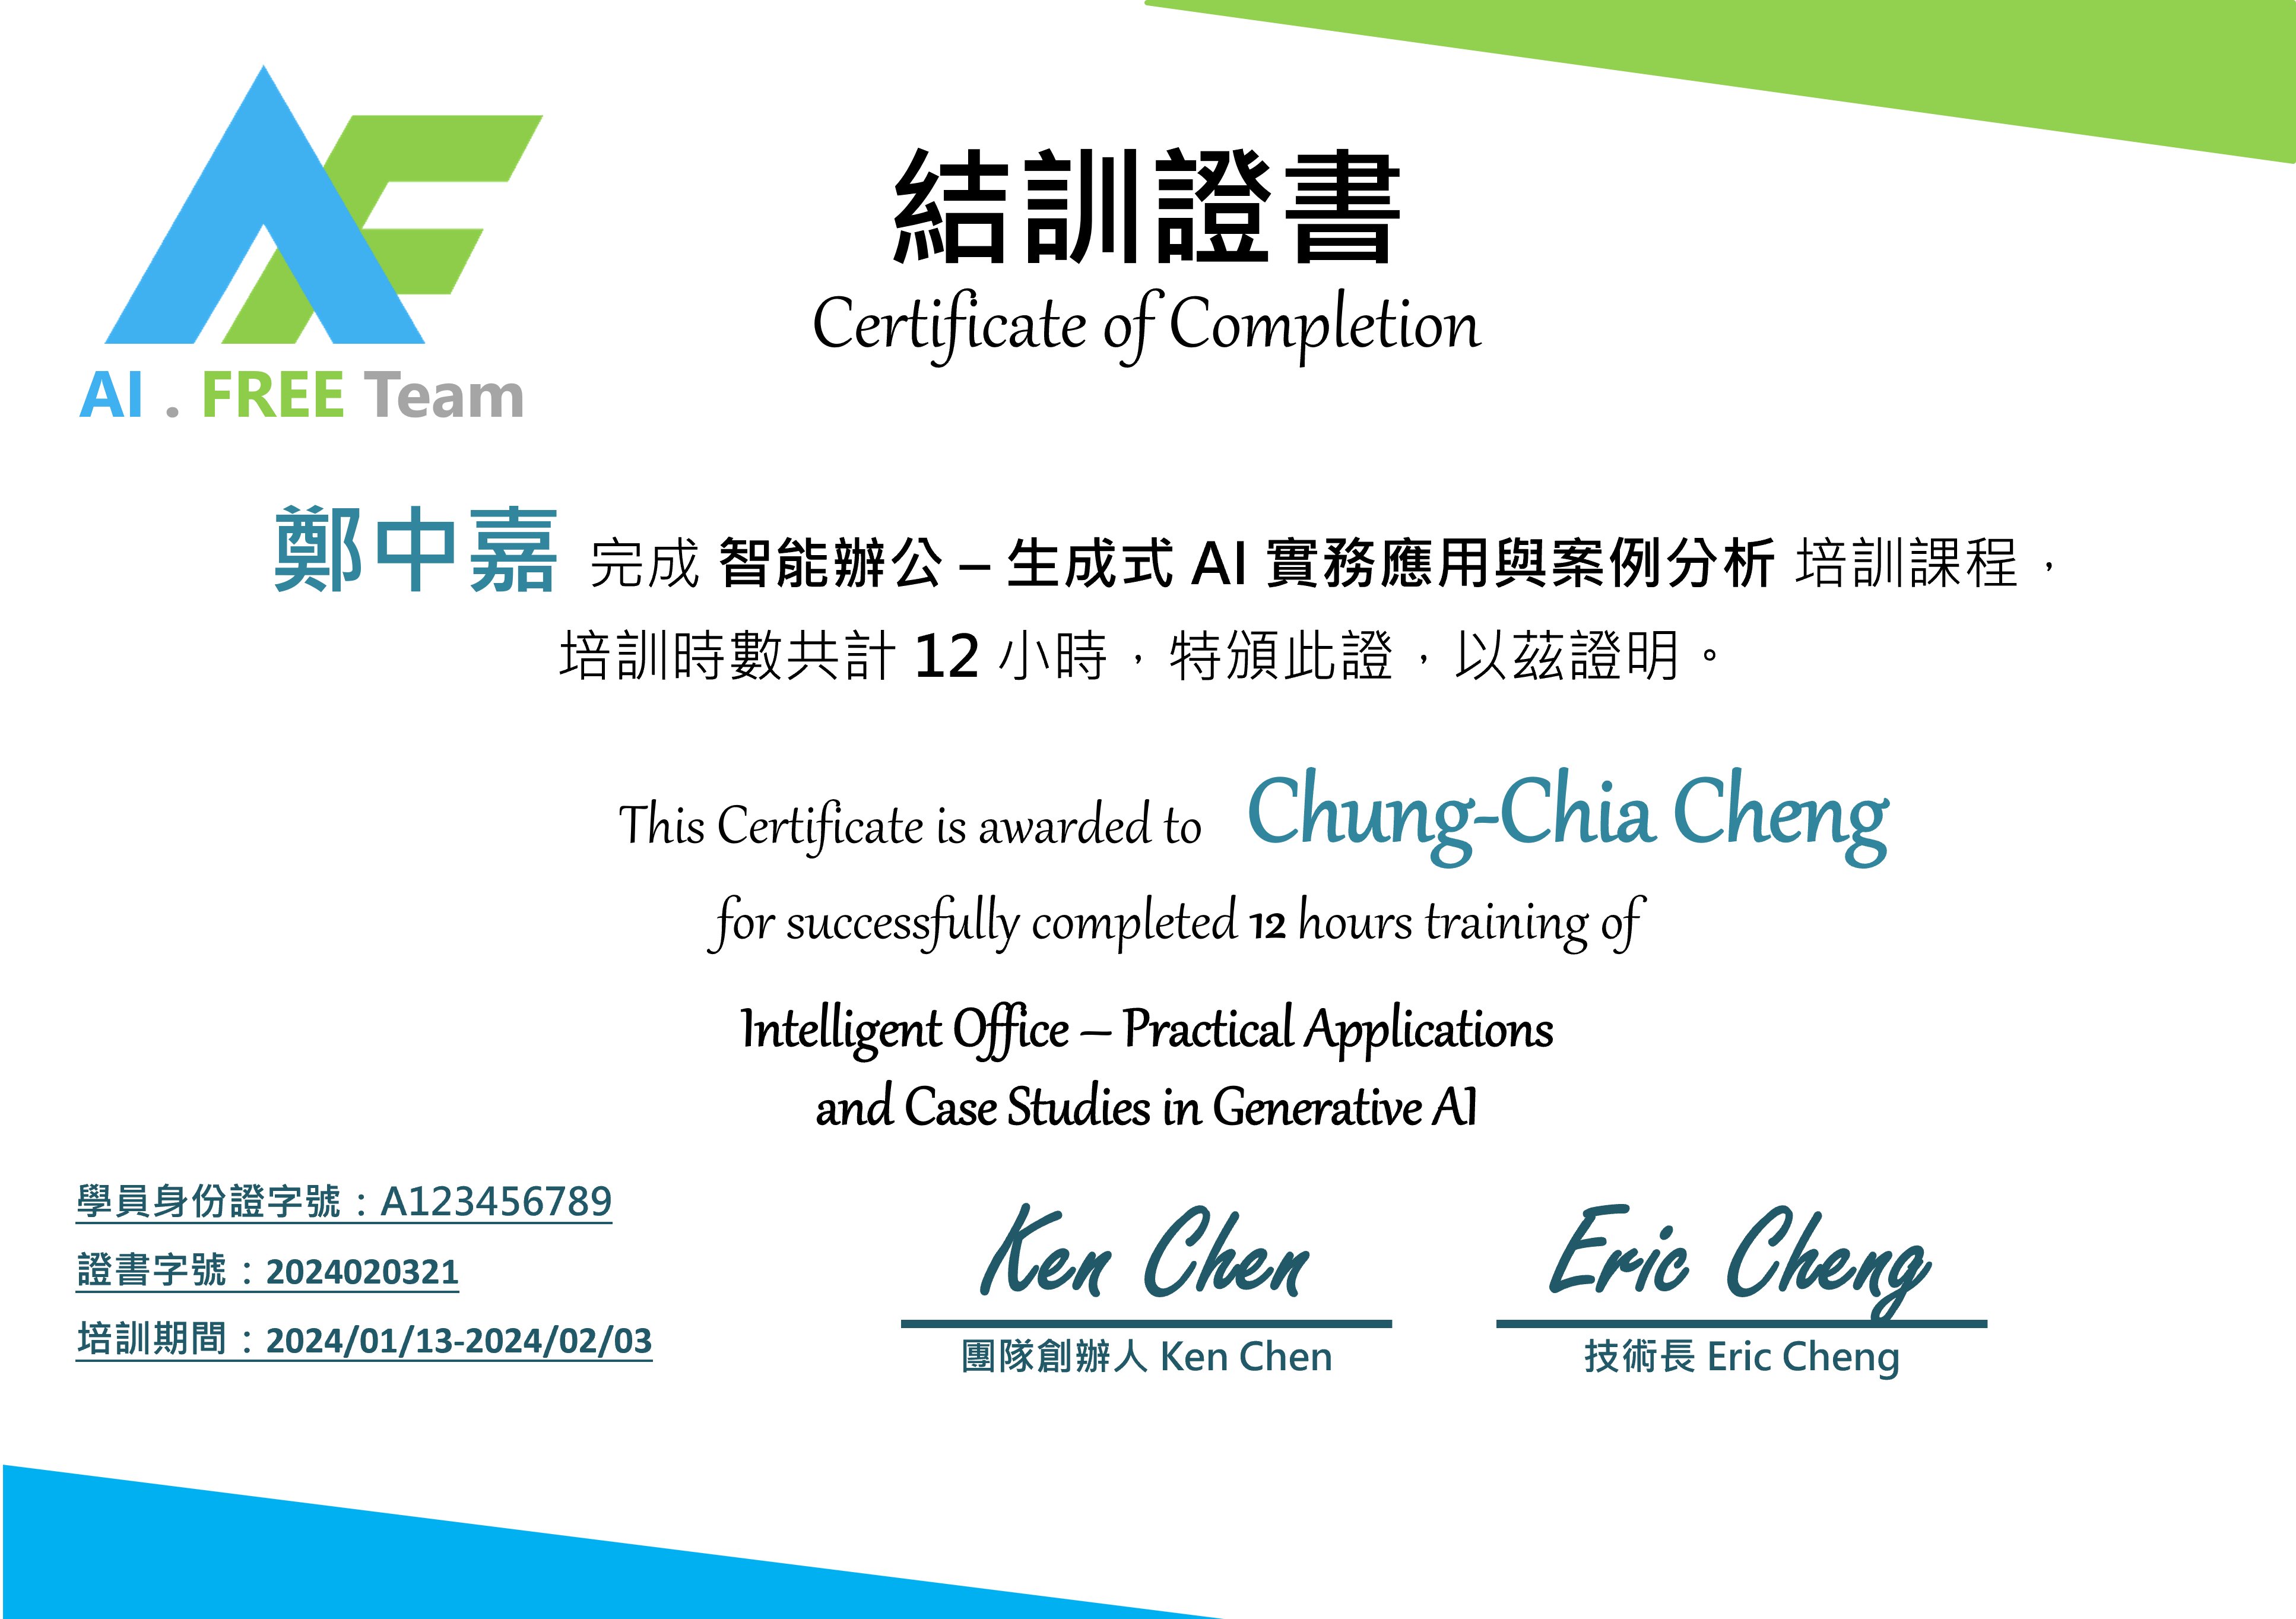 AI . FREE Team
結訓證書
Certificate of Completion
鄭中嘉 完成 智能辦公 – 生成式 AI 實務應用與案例分析 培訓課程，
培訓時數共計 12 小時，特頒此證，以茲證明。
This Certificate is awarded to Chung-Chia Cheng
for successfully completed 12 hours training of
Intelligent Office – Practical Applications
and Case Studies in Generative AI
學員身份證字號：A123456789
證書字號：2024020321
培訓期間：2024/01/13-2024/02/03
Ken Chen
團隊創辦人 Ken Chen
Eric Cheng
技術長 Eric Cheng